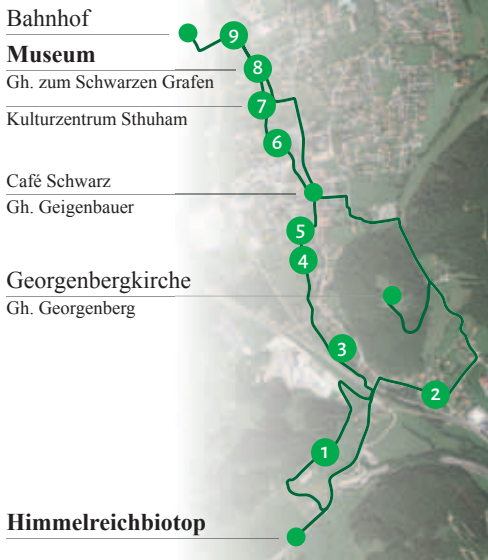 Bahnhof
9
Museum
8
Gh. zum Schwarzen Grafen
7
Kulturzentrum Sthuham
6
Café Schwarz
Gh. Geigenbauer
5
4
Georgenbergkirche
Gh. Georgenberg
3
2
1
Himmelreichbiotop